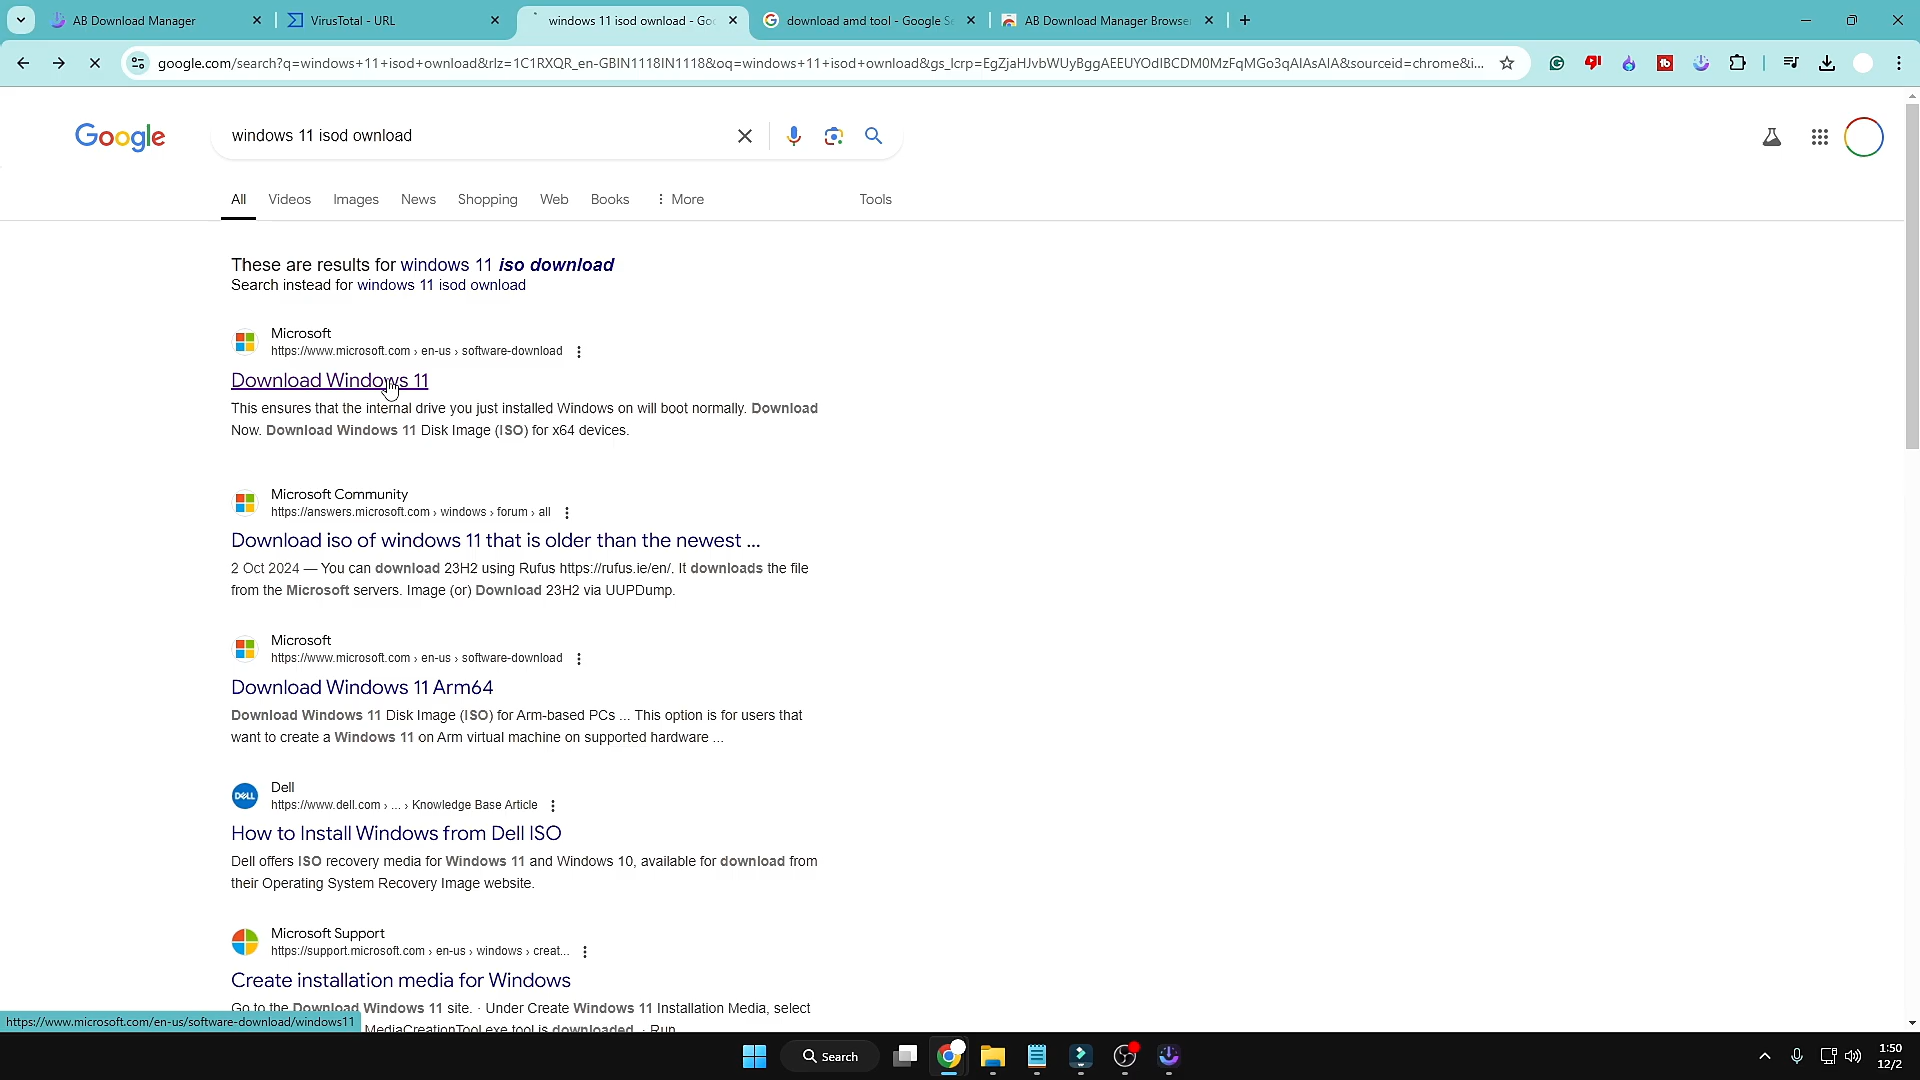 AB Download Manager
VirusTotal - URL
windows 11 isod ownload - Goo
download amd tool - Google Se
AB Download Manager Browse
google.com/search?q=windows+11+isod+ownload&rlz=1C1RXQR_en-GBIN1118IN1118&oq=windows+11+isod+ownload&gs_lcrp=EgZjaHJvbWUyBggAEEUYOdIBCDM0MzFqMGo3qAIAsAIA&sourceid=chrome&i...
Google
windows 11 isod ownload
All
Videos
Images
News
Shopping
Web
Books
More
Tools
These are results for windows 11 iso download
Search instead for windows 11 isod ownload
Microsoft
https://www.microsoft.com › en-us › software-download
Download Windows 11
This ensures that the internal drive you just installed Windows on will boot normally. Download
Now. Download Windows 11 Disk Image (ISO) for x64 devices.
Microsoft Community
https://answers.microsoft.com › windows › forum › all
Download iso of windows 11 that is older than the newest ...
2 Oct 2024 — You can download 23H2 using Rufus https://rufus.ie/en/. It downloads the file
from the Microsoft servers. Image (or) Download 23H2 via UUPDump.
Microsoft
https://www.microsoft.com › en-us › software-download
Download Windows 11 Arm64
Download Windows 11 Disk Image (ISO) for Arm-based PCs ... This option is for users that
want to create a Windows 11 on Arm virtual machine on supported hardware ...
Dell
DELL
https://www.dell.com › ... › Knowledge Base Article
How to Install Windows from Dell ISO
Dell offers ISO recovery media for Windows 11 and Windows 10, available for download from
their Operating System Recovery Image website.
Microsoft Support
https://support.microsoft.com › en-us › windows › creat...
Create installation media for Windows
Go to the Download Windows 11 site. · Under Create Windows 11 Installation Media, select
MediaCreationTool.exe tool is downloaded. · Run
https://www.microsoft.com/en-us/software-download/windows11
Search
1:50
12/2